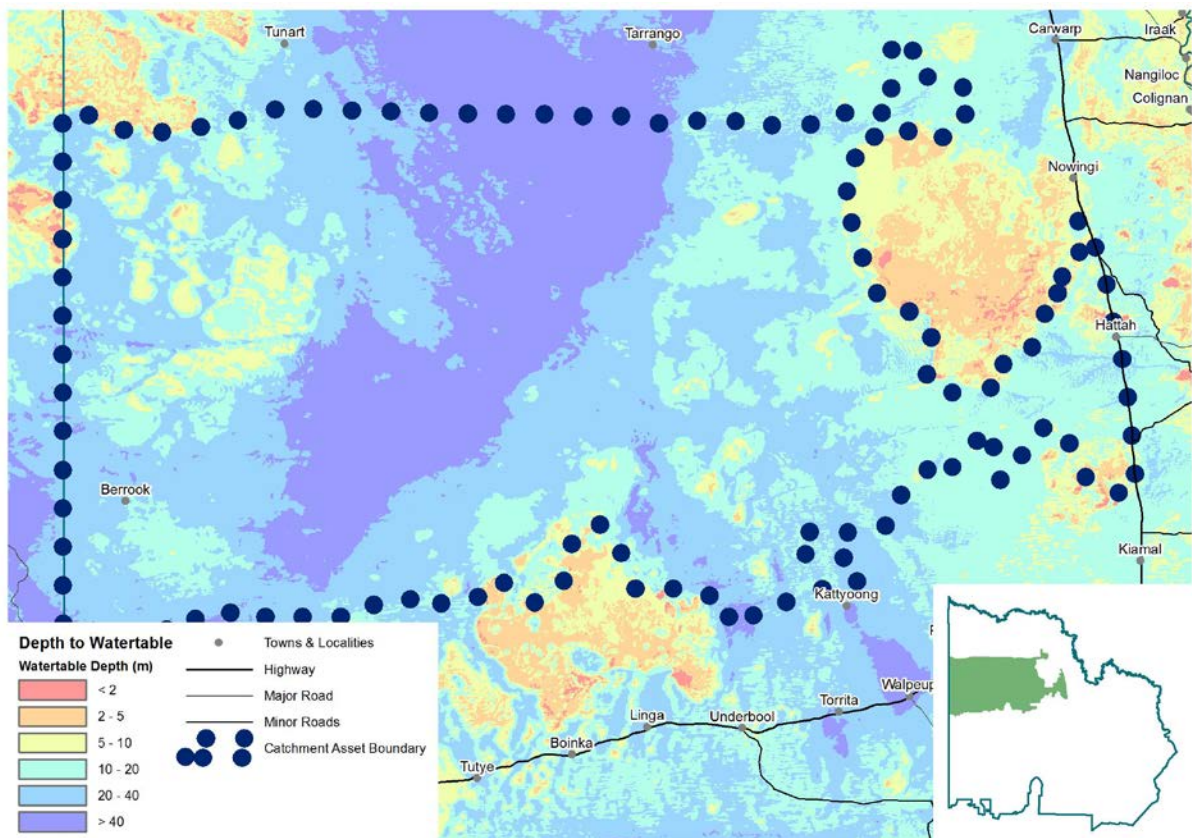 Tunart
Tarrango
Carwarp
Iraak
Nangiloc
Colignan
Nowingi
Hattah
Berrook
Kiamal
Kattyoong
Walpeup
Torrita
Linga
Underbool
Boinka
Tutye
Depth to Watertable
Watertable Depth (m)
< 2
2 - 5
5 - 10
10 - 20
20 - 40
> 40
Towns & Localities
Highway
Major Road
Minor Roads
Catchment Asset Boundary